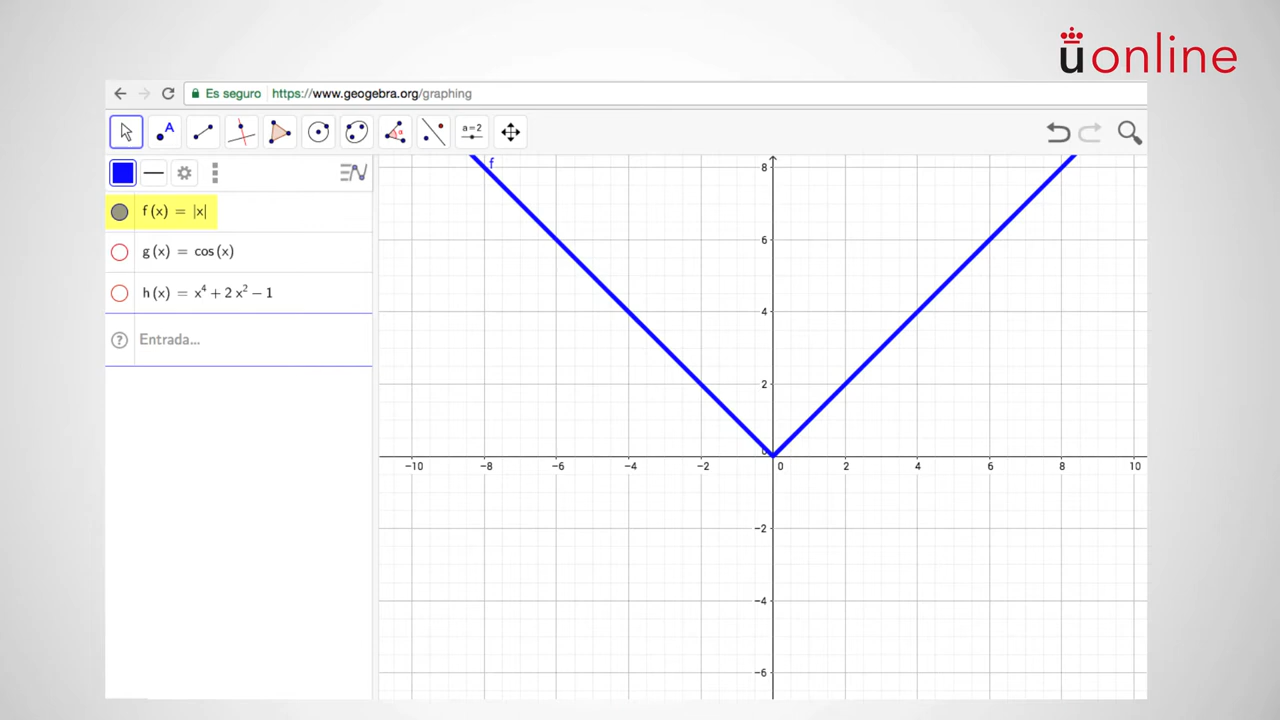 uonline
Es seguro https://www.geogebra.org/graphing
A
α
a=2
f(x) = |x|
g(x) = cos(x)
h(x) = x⁴ + 2 x² − 1
? Entrada...
f
8
6
4
2
0
−10 −8 −6 −4 −2 0 2 4 6 8 10
−2
−4
−6